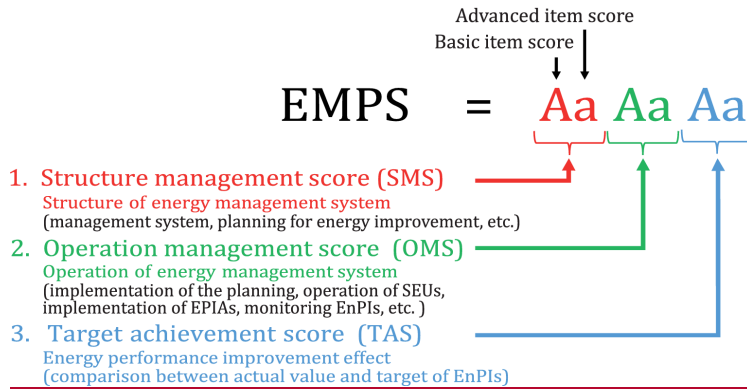 Advanced item score
Basic item score
EMPS = Aa Aa Aa
1. Structure management score (SMS)
Structure of energy management system
(management system, planning for energy improvement, etc.)
2. Operation management score (OMS)
Operation of energy management system
(implementation of the planning, operation of SEUs,
implementation of EPIAs, monitoring EnPIs, etc. )
3. Target achievement score (TAS)
Energy performance improvement effect
(comparison between actual value and target of EnPIs)